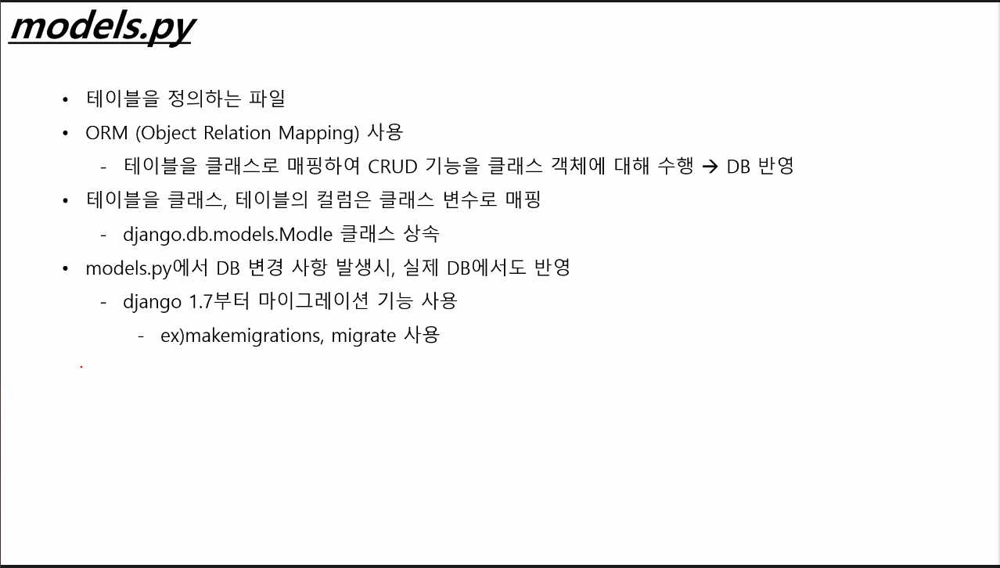 models.py
• 테이블을 정의하는 파일
• ORM (Object Relation Mapping) 사용
- 테이블을 클래스로 매핑하여 CRUD 기능을 클래스 객체에 대해 수행 → DB 반영
• 테이블을 클래스, 테이블의 컬럼은 클래스 변수로 매핑
- django.db.models.Modle 클래스 상속
• models.py에서 DB 변경 사항 발생시, 실제 DB에서도 반영
- django 1.7부터 마이그레이션 기능 사용
- ex)makemigrations, migrate 사용